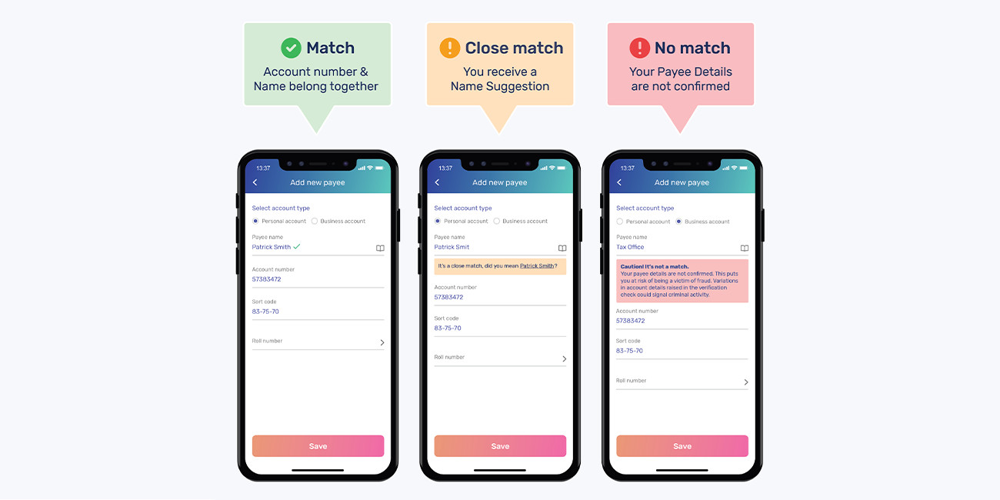 Match
Account number &
Name belong together
Close match
You receive a
Name Suggestion
No match
Your Payee Details
are not confirmed
13:37
Add new payee
Select account type
Personal account
Business account
Payee name
Patrick Smith
Account number
57383472
Sort code
83-75-70
Roll number
Save
13:37
Add new payee
Select account type
Personal account
Business account
Payee name
Patrick Smit
It's a close match, did you mean Patrick Smith?
Account number
57383472
Sort code
83-75-70
Roll number
Save
13:37
Add new payee
Select account type
Personal account
Business account
Payee name
Tax Office
Caution! It's not a match.
Your payee details are not confirmed. This puts
you at risk of being a victim of fraud. Variations
in account details raised in the verification
check could signal criminal activity.
Account number
57383472
Sort code
83-75-70
Roll number
Save